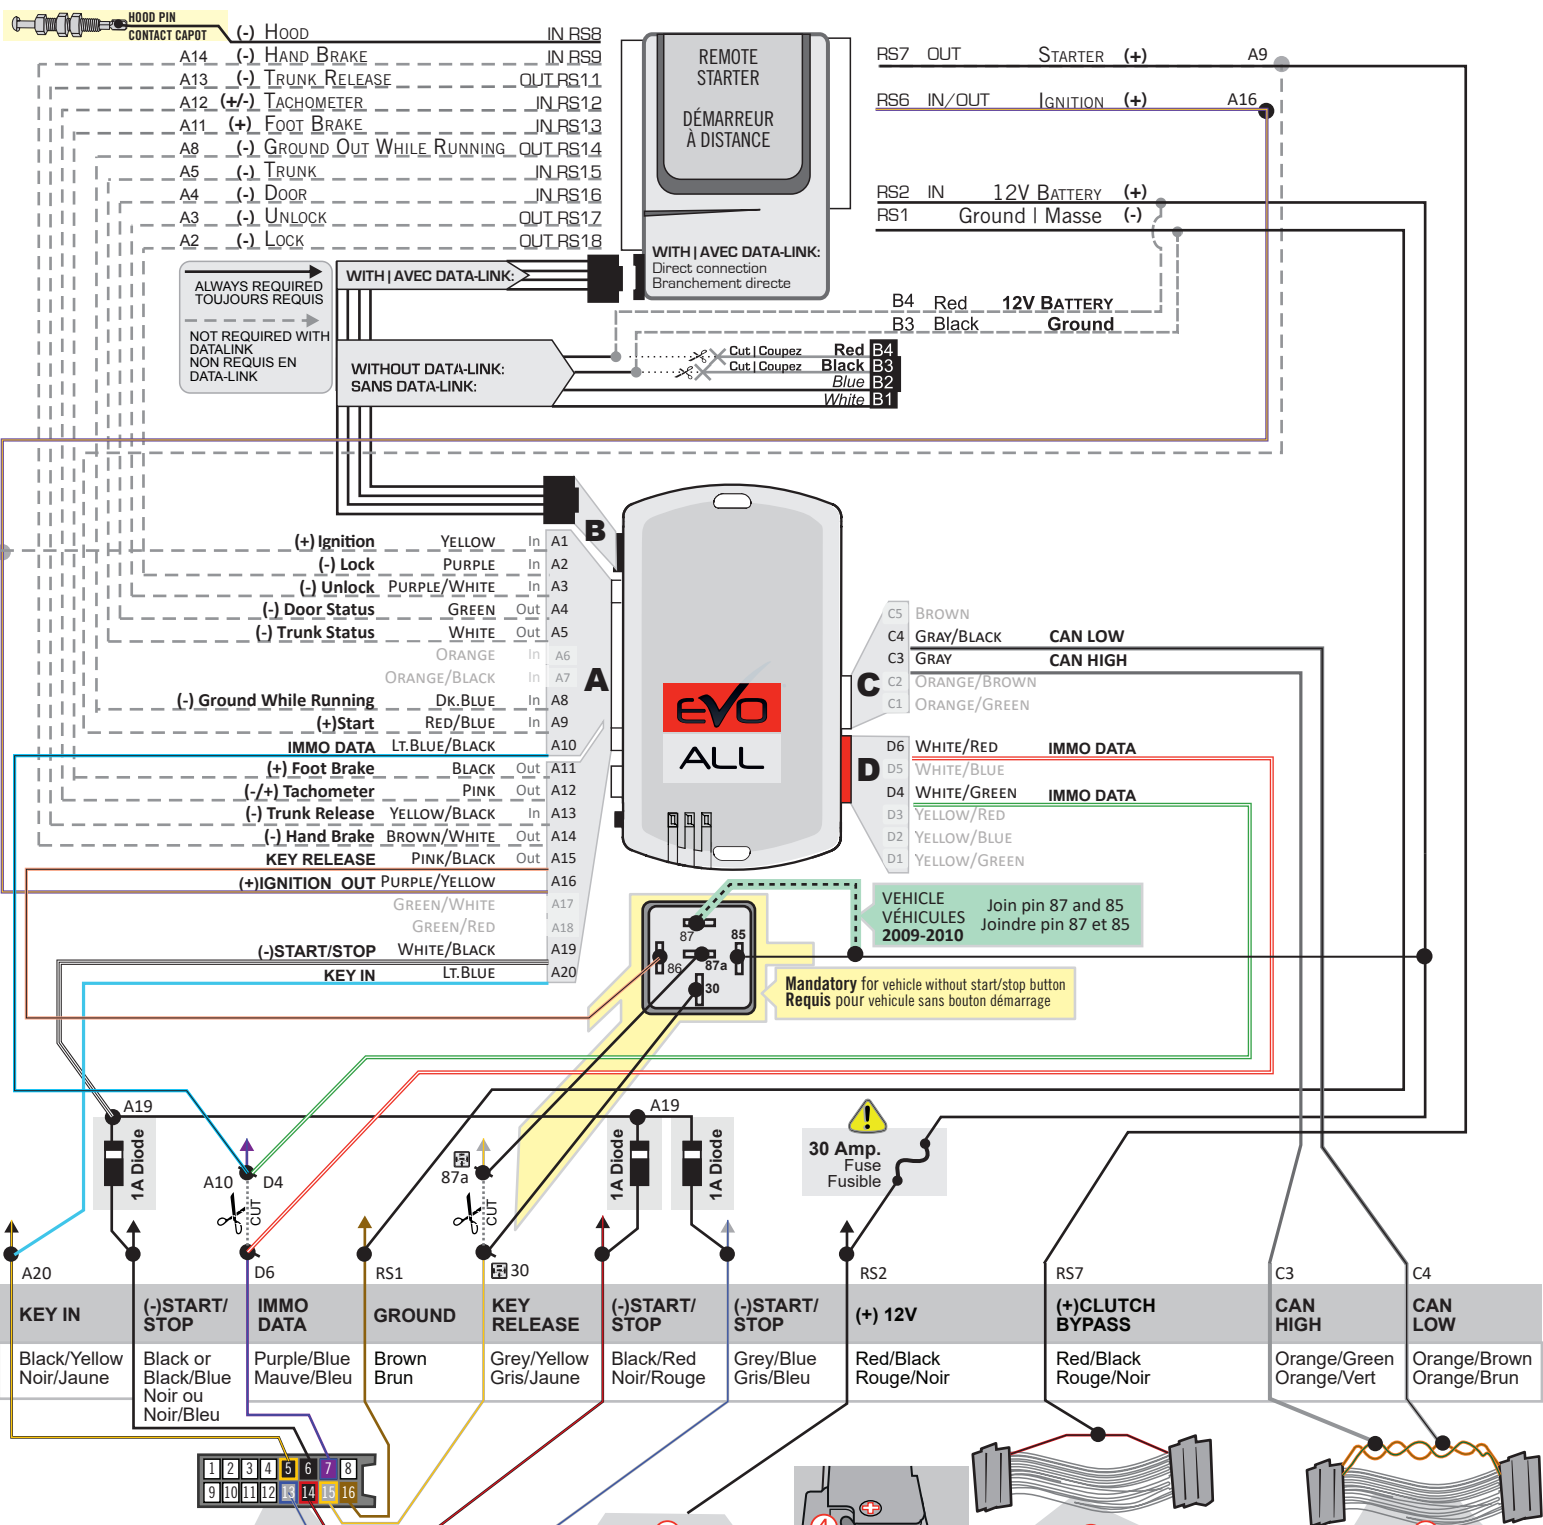 HOOD PIN
CONTACT CAPOT
(-) HOOD IN RS8
A14 (-) HAND BRAKE IN RS9
A13 (-) TRUNK RELEASE OUT RS11
A12 (+/-) TACHOMETER IN RS12
A11 (+) FOOT BRAKE IN RS13
A8 (-) GROUND OUT WHILE RUNNING OUT RS14
A5 (-) TRUNK IN RS15
A4 (-) DOOR IN RS16
A3 (-) UNLOCK OUT RS17
A2 (-) LOCK OUT RS18
REMOTE
STARTER
DÉMARREUR
À DISTANCE
WITH | AVEC DATA-LINK:
Direct connection
Branchement directe
RS7 OUT STARTER (+) A9
RS6 IN/OUT IGNITION (+) A16
RS2 IN 12V BATTERY (+)
RS1 Ground | Masse (-)
ALWAYS REQUIRED
TOUJOURS REQUIS
NOT REQUIRED WITH
DATALINK
NON REQUIS EN
DATA-LINK
WITH | AVEC DATA-LINK:
WITHOUT DATA-LINK:
SANS DATA-LINK:
B4 Red 12V BATTERY
B3 Black Ground
Cut | Coupez Red B4
Cut | Coupez Black B3
Blue B2
White B1
B
(+) Ignition YELLOW In A1
(-) Lock PURPLE In A2
(-) Unlock PURPLE/WHITE In A3
(-) Door Status GREEN Out A4
(-) Trunk Status WHITE Out A5
ORANGE In A6
ORANGE/BLACK In A7
(-) Ground While Running DK.BLUE In A8
(+)Start RED/BLUE In A9
IMMO DATA LT.BLUE/BLACK A10
(+) Foot Brake BLACK Out A11
(-/+) Tachometer PINK Out A12
(-) Trunk Release YELLOW/BLACK In A13
(-) Hand Brake BROWN/WHITE Out A14
KEY RELEASE PINK/BLACK Out A15
(+)IGNITION OUT PURPLE/YELLOW A16
GREEN/WHITE A17
GREEN/RED A18
(-)START/STOP WHITE/BLACK A19
KEY IN LT.BLUE A20
A
EVO
ALL
C
C5 BROWN
C4 GRAY/BLACK CAN LOW
C3 GRAY CAN HIGH
C2 ORANGE/BROWN
C1 ORANGE/GREEN
D
D6 WHITE/RED IMMO DATA
D5 WHITE/BLUE
D4 WHITE/GREEN IMMO DATA
D3 YELLOW/RED
D2 YELLOW/BLUE
D1 YELLOW/GREEN
87
85
86
87a
30
VEHICLE
VÉHICULES
2009-2010
Join pin 87 and 85
Joindre pin 87 et 85
Mandatory for vehicle without start/stop button
Requis pour vehicule sans bouton démarrage
A19
1A Diode
A10 D4
CUT
87a
CUT
30
A19
1A Diode
1A Diode
30 Amp.
Fuse
Fusible
A20
D6
RS1
RS2
RS7
C3
C4
KEY IN
(-)START/
STOP
IMMO
DATA
GROUND
KEY
RELEASE
(-)START/
STOP
(-)START/
STOP
(+) 12V
(+)CLUTCH
BYPASS
CAN
HIGH
CAN
LOW
Black/Yellow
Noir/Jaune
Black or
Black/Blue
Noir ou
Noir/Bleu
Purple/Blue
Mauve/Bleu
Brown
Brun
Grey/Yellow
Gris/Jaune
Black/Red
Noir/Rouge
Grey/Blue
Gris/Bleu
Red/Black
Rouge/Noir
Red/Black
Rouge/Noir
Orange/Green
Orange/Vert
Orange/Brown
Orange/Brun
1 2 3 4 5 6 7 8
9 10 11 12 13 14 15 16
4